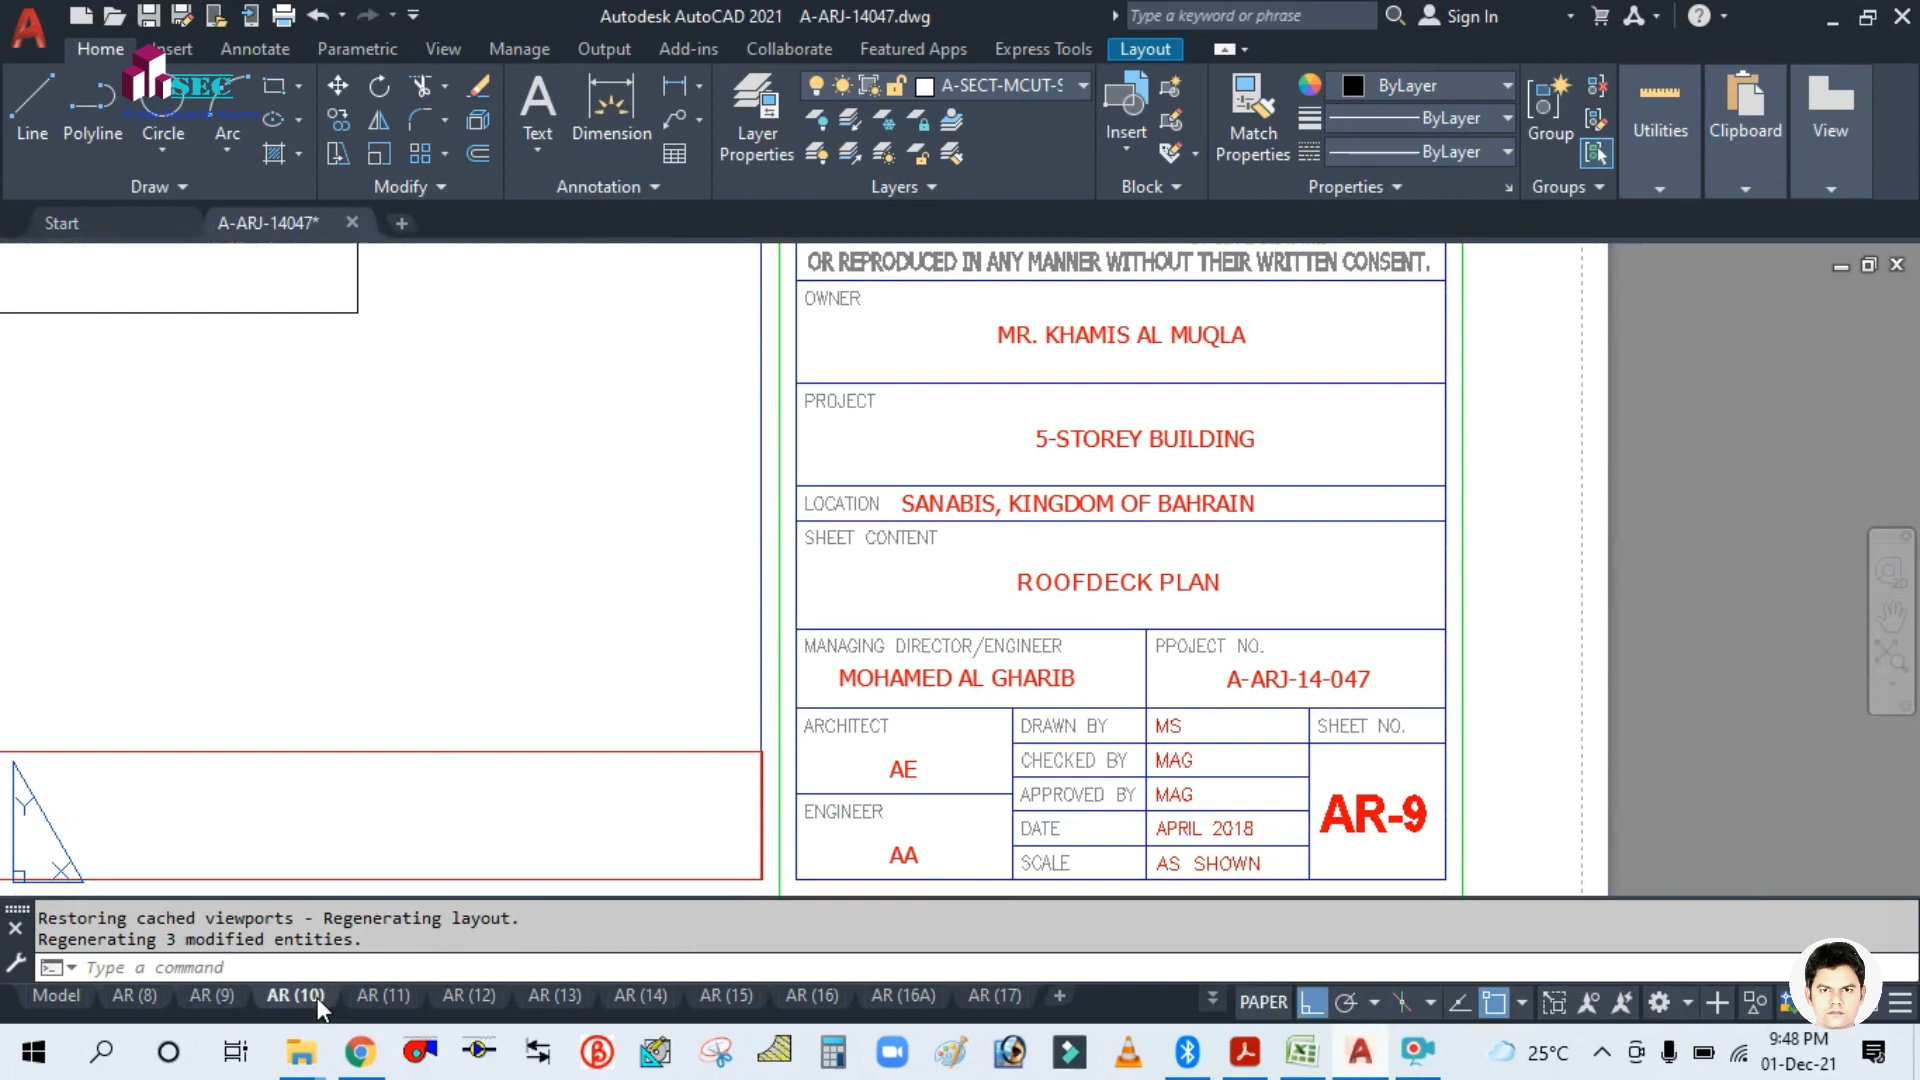 Autodesk AutoCAD 2021 A-ARJ-14047.dwg
Type a keyword or phrase
Sign In
Home Insert Annotate Parametric View Manage Output Add-ins Collaborate Featured Apps Express Tools Layout
SEC
A-SECT-MCUT-S
ByLayer
ByLayer
ByLayer
Line Polyline Circle Arc
Text Dimension
Layer Properties
Insert
Match Properties
Group
Utilities Clipboard View
Draw Modify Annotation Layers Block Properties Groups
Start A-ARJ-14047*
OR REPRODUCED IN ANY MANNER WITHOUT THEIR WRITTEN CONSENT.
OWNER
MR. KHAMIS AL MUQLA
PROJECT
5-STOREY BUILDING
LOCATION SANABIS, KINGDOM OF BAHRAIN
SHEET CONTENT
ROOFDECK PLAN
MANAGING DIRECTOR/ENGINEER PPOJECT NO.
MOHAMED AL GHARIB A-ARJ-14-047
ARCHITECT DRAWN BY MS SHEET NO.
CHECKED BY MAG
AE
APPROVED BY MAG
ENGINEER AR-9
DATE APRIL 2018
AA
SCALE AS SHOWN
Y
X
2D
Restoring cached viewports - Regenerating layout.
Regenerating 3 modified entities.
Type a command
Model AR (8) AR (9) AR (10) AR (11) AR (12) AR (13) AR (14) AR (15) AR (16) AR (16A) AR (17) PAPER
25°C
9:48 PM
01-Dec-21